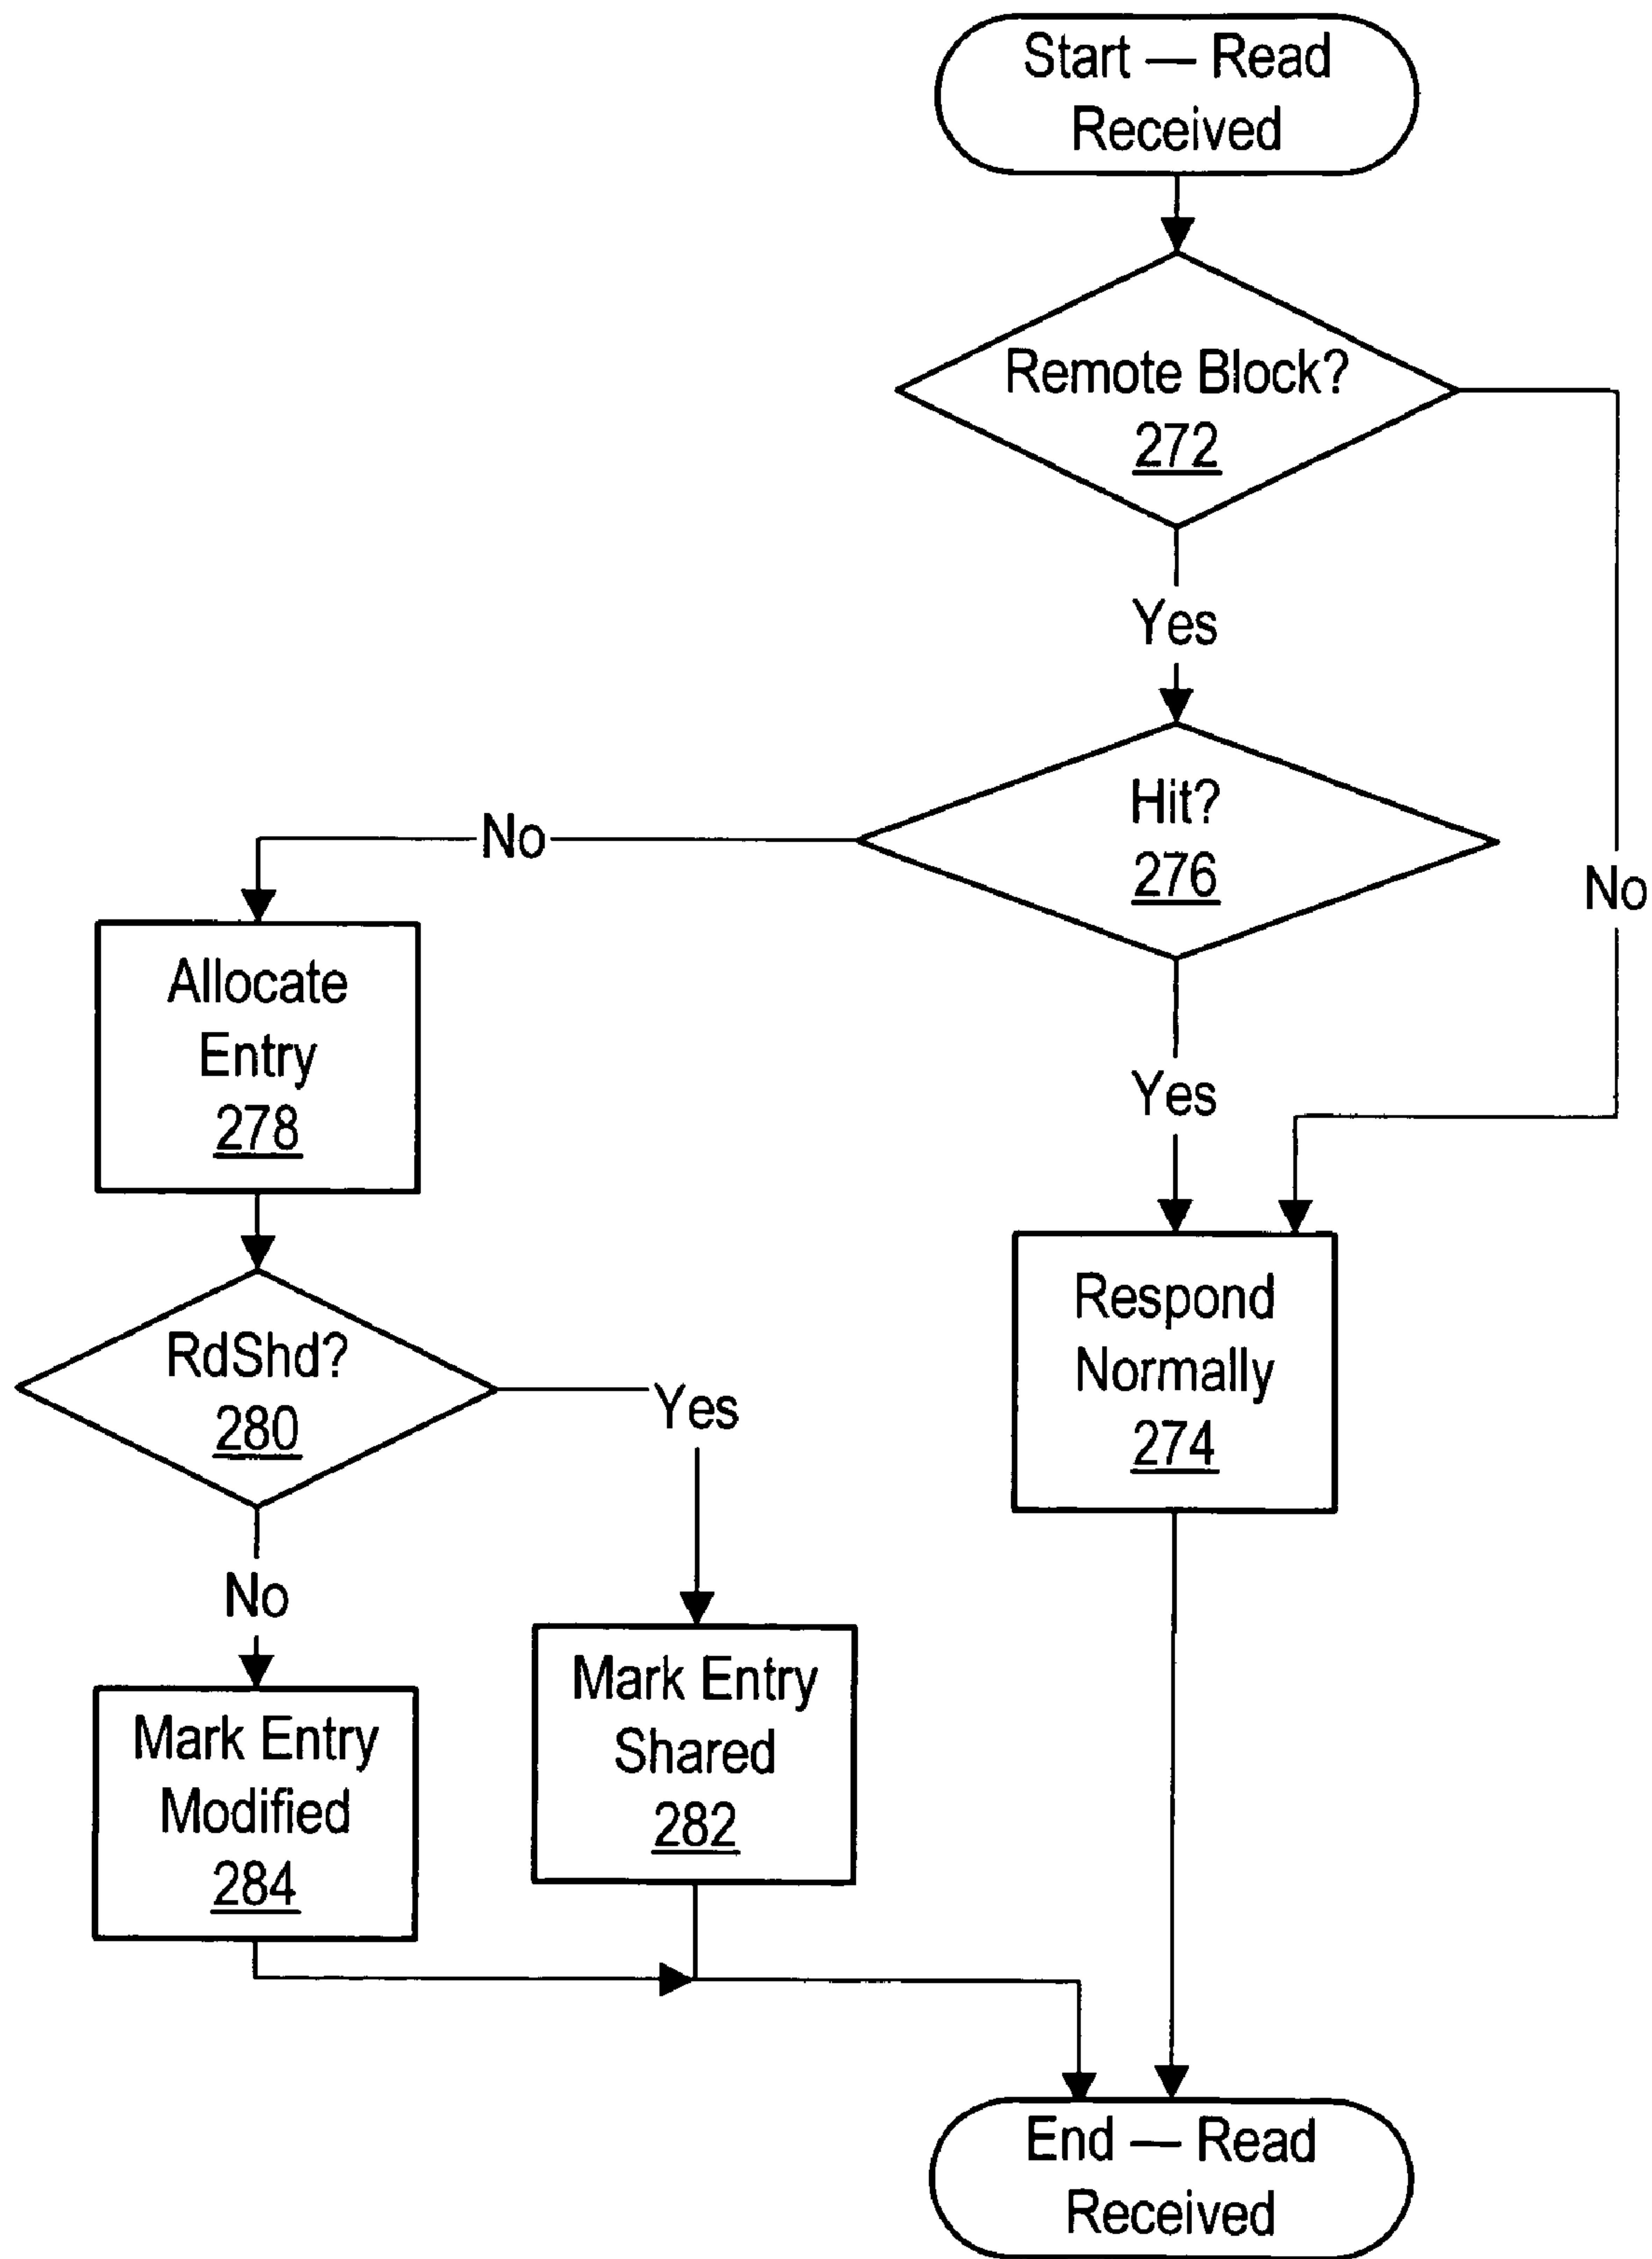 Start — Read
Received
Remote Block?
272
Yes
Hit?
276
No
No
Allocate
Entry
278
Yes
Respond
Normally
274
RdShd?
280
Yes
No
Mark Entry
Shared
282
Mark Entry
Modified
284
End — Read
Received